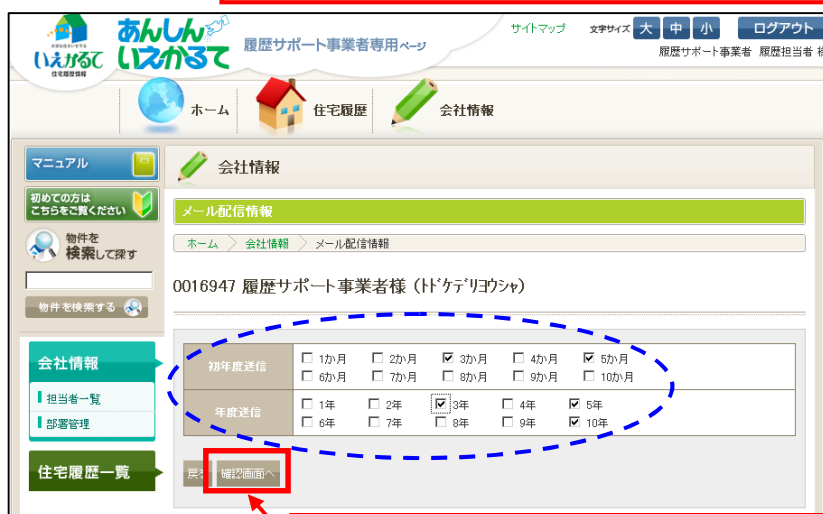 いえかるて
住宅履歴情報
あんしん
いえかるて
履歴サポート事業者専用ページ
サイトマップ
文字サイズ 大 中 小
ログアウト
履歴サポート事業者 履歴担当者 様
ホーム
住宅履歴
会社情報
マニュアル
初めての方は
こちらをご覧ください
物件を
検索して探す
物件を検索する
会社情報
担当者一覧
部署管理
住宅履歴一覧
会社情報
メール配信情報
ホーム > 会社情報 > メール配信情報
0016947 履歴サポート事業者様 (トドケデリヨウシャ)
初年度送信
1か月 2か月 3か月 4か月 5か月
6か月 7か月 8か月 9か月 10か月
年度送信
1年 2年 3年 4年 5年
6年 7年 8年 9年 10年
確認画面へ